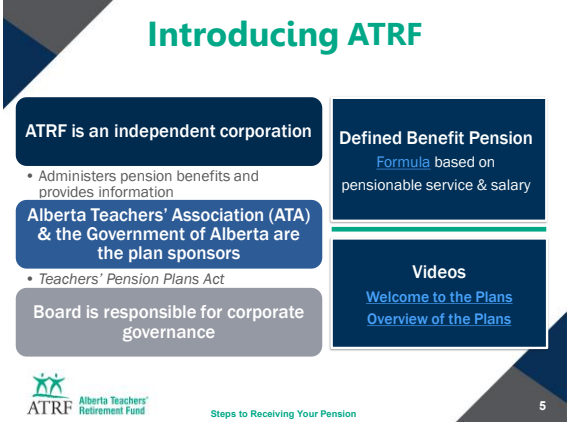 Introducing ATRF
ATRF is an independent corporation
• Administers pension benefits and
provides information
Alberta Teachers' Association (ATA)
& the Government of Alberta are
the plan sponsors
• Teachers' Pension Plans Act
Board is responsible for corporate
governance
Defined Benefit Pension
Formula based on
pensionable service & salary
Videos
Welcome to the Plans
Overview of the Plans
ATRF
Alberta Teachers'
Retirement Fund
Steps to Receiving Your Pension
5